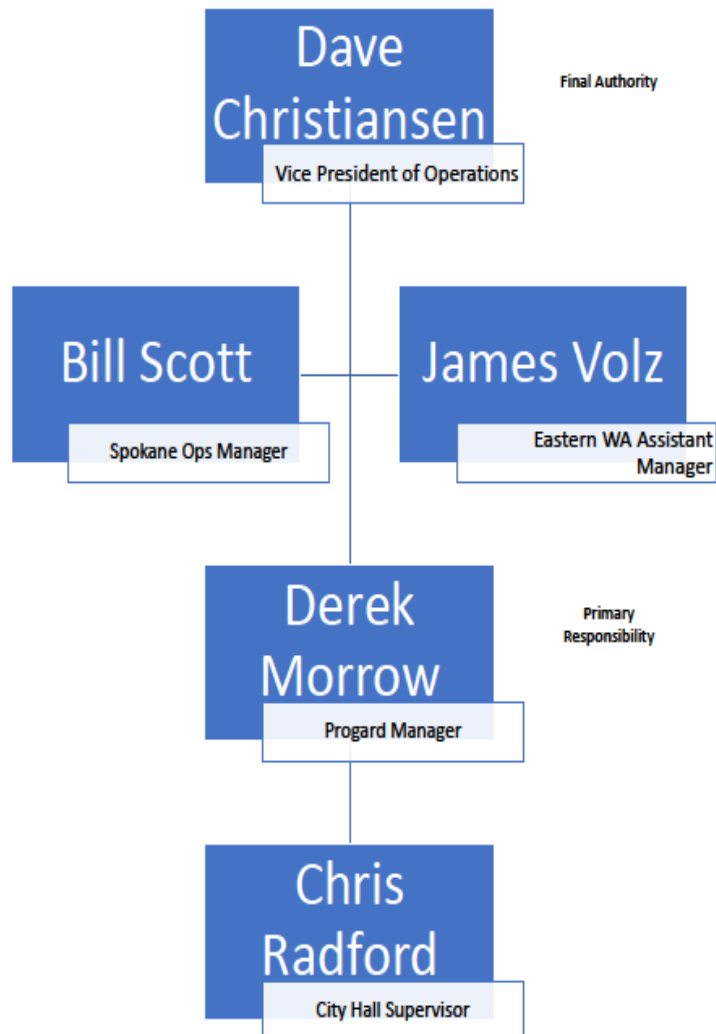 Dave
Christiansen
Final Authority
Vice President of Operations
Bill Scott
Spokane Ops Manager
James Volz
Eastern WA Assistant
Manager
Derek
Morrow
Primary
Responsibility
Progard Manager
Chris
Radford
City Hall Supervisor